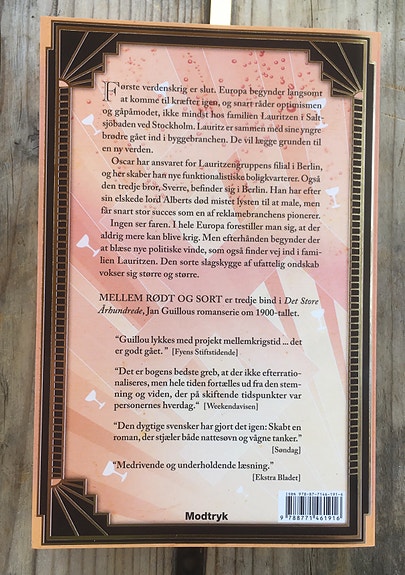 Første verdenskrig er slut. Europa begynder langsomt
at komme til kræfter igen, og snart råder optimismen
og gåpåmodet, ikke mindst hos familien Lauritzen i Salt-
sjöbaden ved Stockholm. Lauritz er sammen med sine yngre
brødre gået ind i byggebranchen. De vil lægge grunden til
en ny verden.
Oscar har ansvaret for Lauritzengruppens filial i Berlin,
og her skaber han nye funktionalistiske boligkvarterer. Også
den tredje bror, Sverre, befinder sig i Berlin. Han har efter
sin elskede lord Alberts død mistet lysten til at male, men
får snart stor succes som en af reklamebranchens pionerer.
Ingen ser faren. I hele Europa forestiller man sig, at der
aldrig mere kan blive krig. Men efterhånden begynder der
at blæse nye politiske vinde, som også finder vej ind i fami-
lien Lauritzen. Den sorte slagskygge af ufattelig ondskab
vokser sig større og større.
MELLEM RØDT OG SORT er tredje bind i Det Store
Århundrede, Jan Guillous romanserie om 1900-tallet.
“Guillou lykkes med projekt mellemkrigstid ... det
er godt gået.” [Fyens Stiftstidende]
“Det er bogens bedste greb, at der ikke efterratio-
naliseres, men hele tiden fortælles ud fra den stem-
ning og viden, der på skiftende tidspunkter var
personernes hverdag.“ [Weekendavisen]
“Den dygtige svensker har gjort det igen: Skabt en
roman, der stjæler både nattesøvn og vågne tanker.”
[Søndag]
“Medrivende og underholdende læsning.”
[Ekstra Bladet]
ISBN 978-87-7146-191-6
9 788771 461916
Modtryk